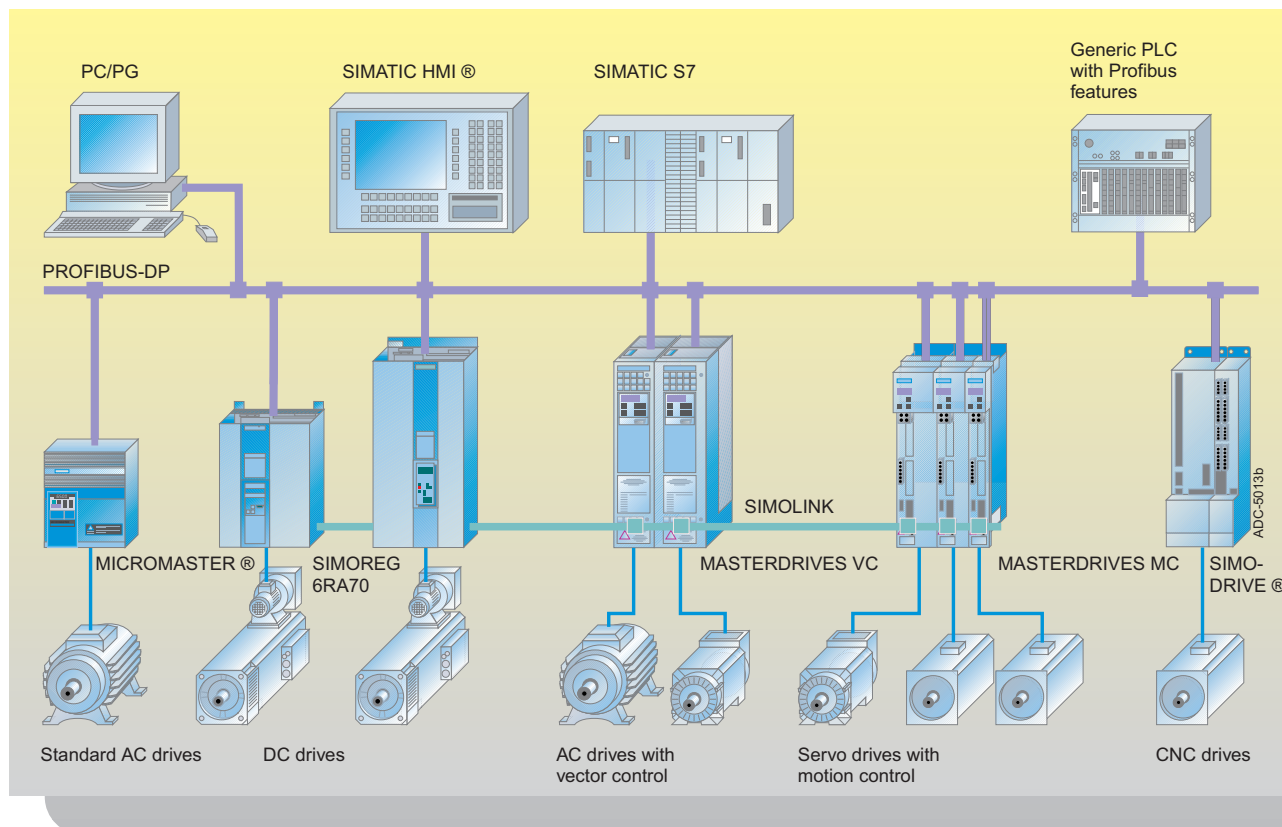 PC/PG
SIMATIC HMI ®
SIMATIC S7
Generic PLC
with Profibus
features
PROFIBUS-DP
SIMOLINK
ADC-5013b
MICROMASTER ®
SIMOREG
6RA70
MASTERDRIVES VC
MASTERDRIVES MC
SIMO-
DRIVE ®
Standard AC drives
DC drives
AC drives with
vector control
Servo drives with
motion control
CNC drives